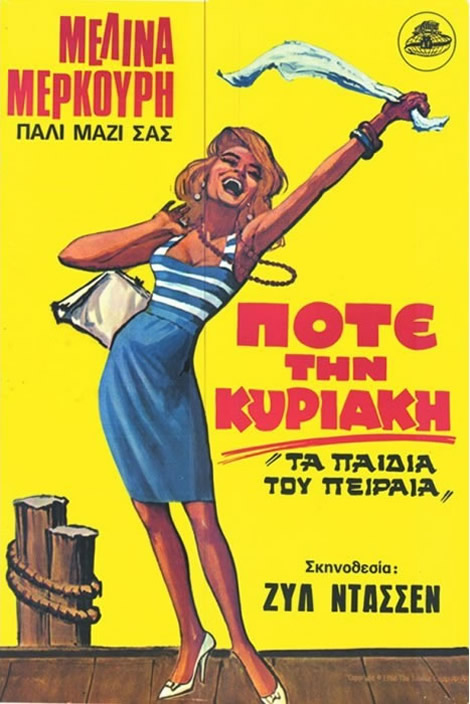 ΜΕΛΙΝΑ
ΜΕΡΚΟΥΡΗ
ΠΑΛΙ ΜΑΖΙ ΣΑΣ
ΠΟΤΕ
ΤΗΝ
ΚΥΡΙΑΚΗ
"ΤΑ ΠΑΙΔΙΑ
ΤΟΥ ΠΕΙΡΑΙΑ"
Σκηνοθεσία:
ΖΥΛ ΝΤΑΣΣΕΝ